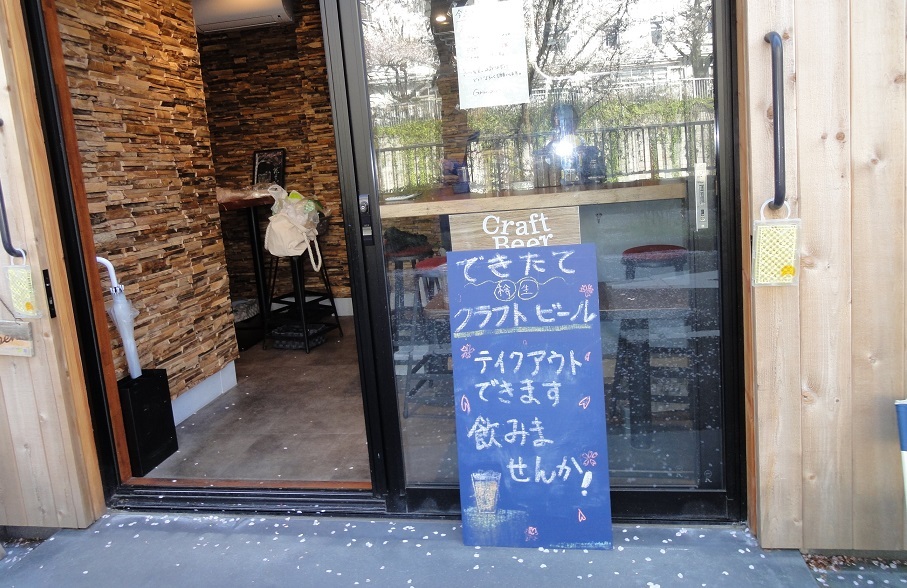 Craft
Beer
できたて
クラフトビール
テイクアウト
できます
飲みま
せんか!